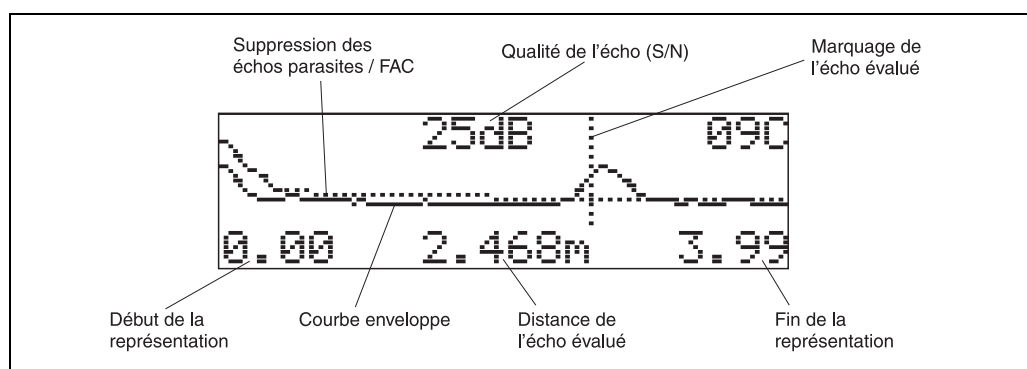 Suppression des
échos parasites / FAC
Qualité de l'écho (S/N)
Marquage de
l'écho évalué
25dB
09C
0.00
2.468m
3.99
Début de la
représentation
Courbe enveloppe
Distance de
l'écho évalué
Fin de la
représentation